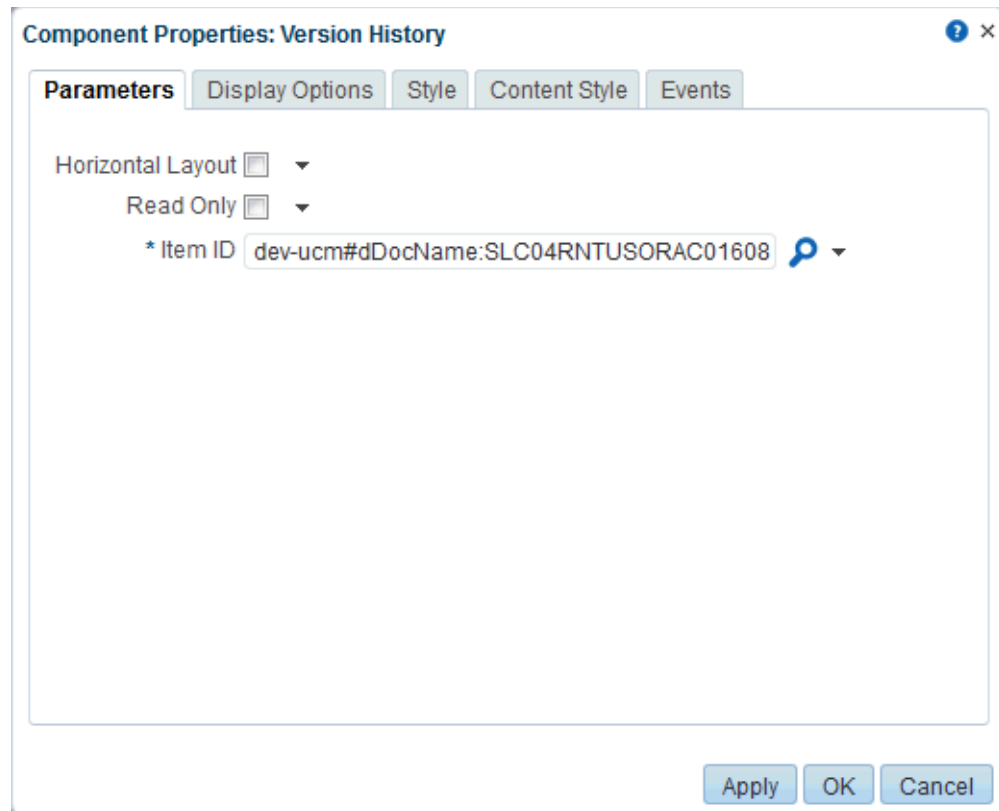 Component Properties: Version History
Parameters Display Options Style Content Style Events
Horizontal Layout
Read Only
* Item ID dev-ucm#dDocName:SLC04RNTUSORAC01608
Apply OK Cancel